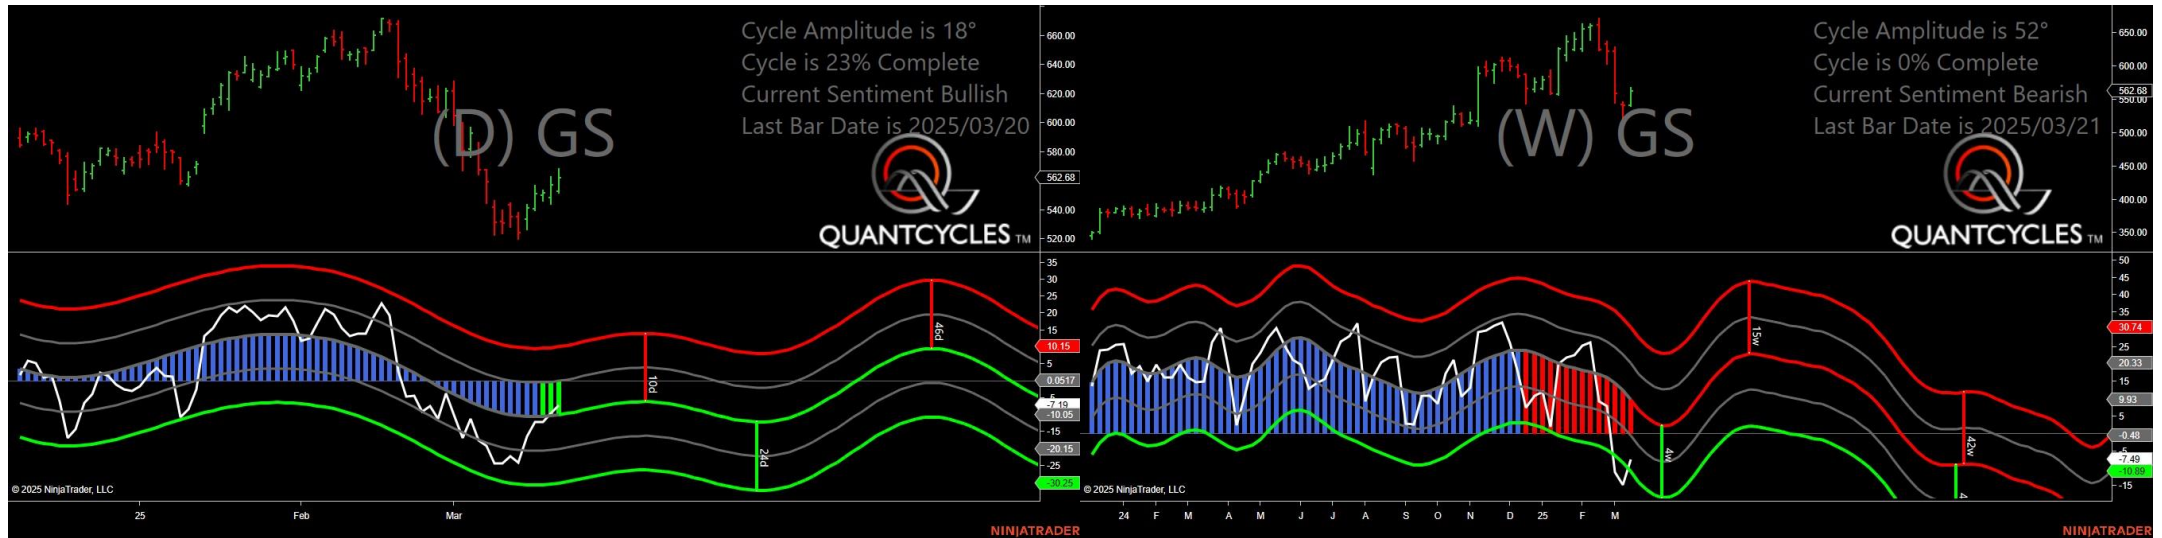 Cycle Amplitude is 18°
Cycle is 23% Complete
Current Sentiment Bullish
Last Bar Date is 2025/03/20
(D) GS
QUANTCYCLES TM
660.00
640.00
620.00
600.00
580.00
562.68
540.00
520.00
35
30
25
20
15
10.15
5
0.0517
-7.19
-10.05
-15
-20.15
-25
-30.25
10d
24d
46d
© 2025 NinjaTrader, LLC
25
Feb
Mar
NINJATRADER
Cycle Amplitude is 52°
Cycle is 0% Complete
Current Sentiment Bearish
Last Bar Date is 2025/03/21
(W) GS
QUANTCYCLES TM
650.00
600.00
562.68
550.00
500.00
450.00
400.00
350.00
50
45
40
35
30.74
25
20.33
15
9.93
5
-0.48
-7.49
-10.89
-15
4w
15w
42w
4
© 2025 NinjaTrader, LLC
24
F
M
A
M
J
J
A
S
O
N
D
25
F
M
NINJATRADER